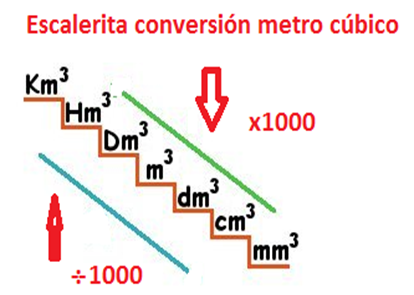 Escalerita conversión metro cúbico
Km³
Hm³
Dm³
m³
dm³
cm³
mm³
x1000
÷1000